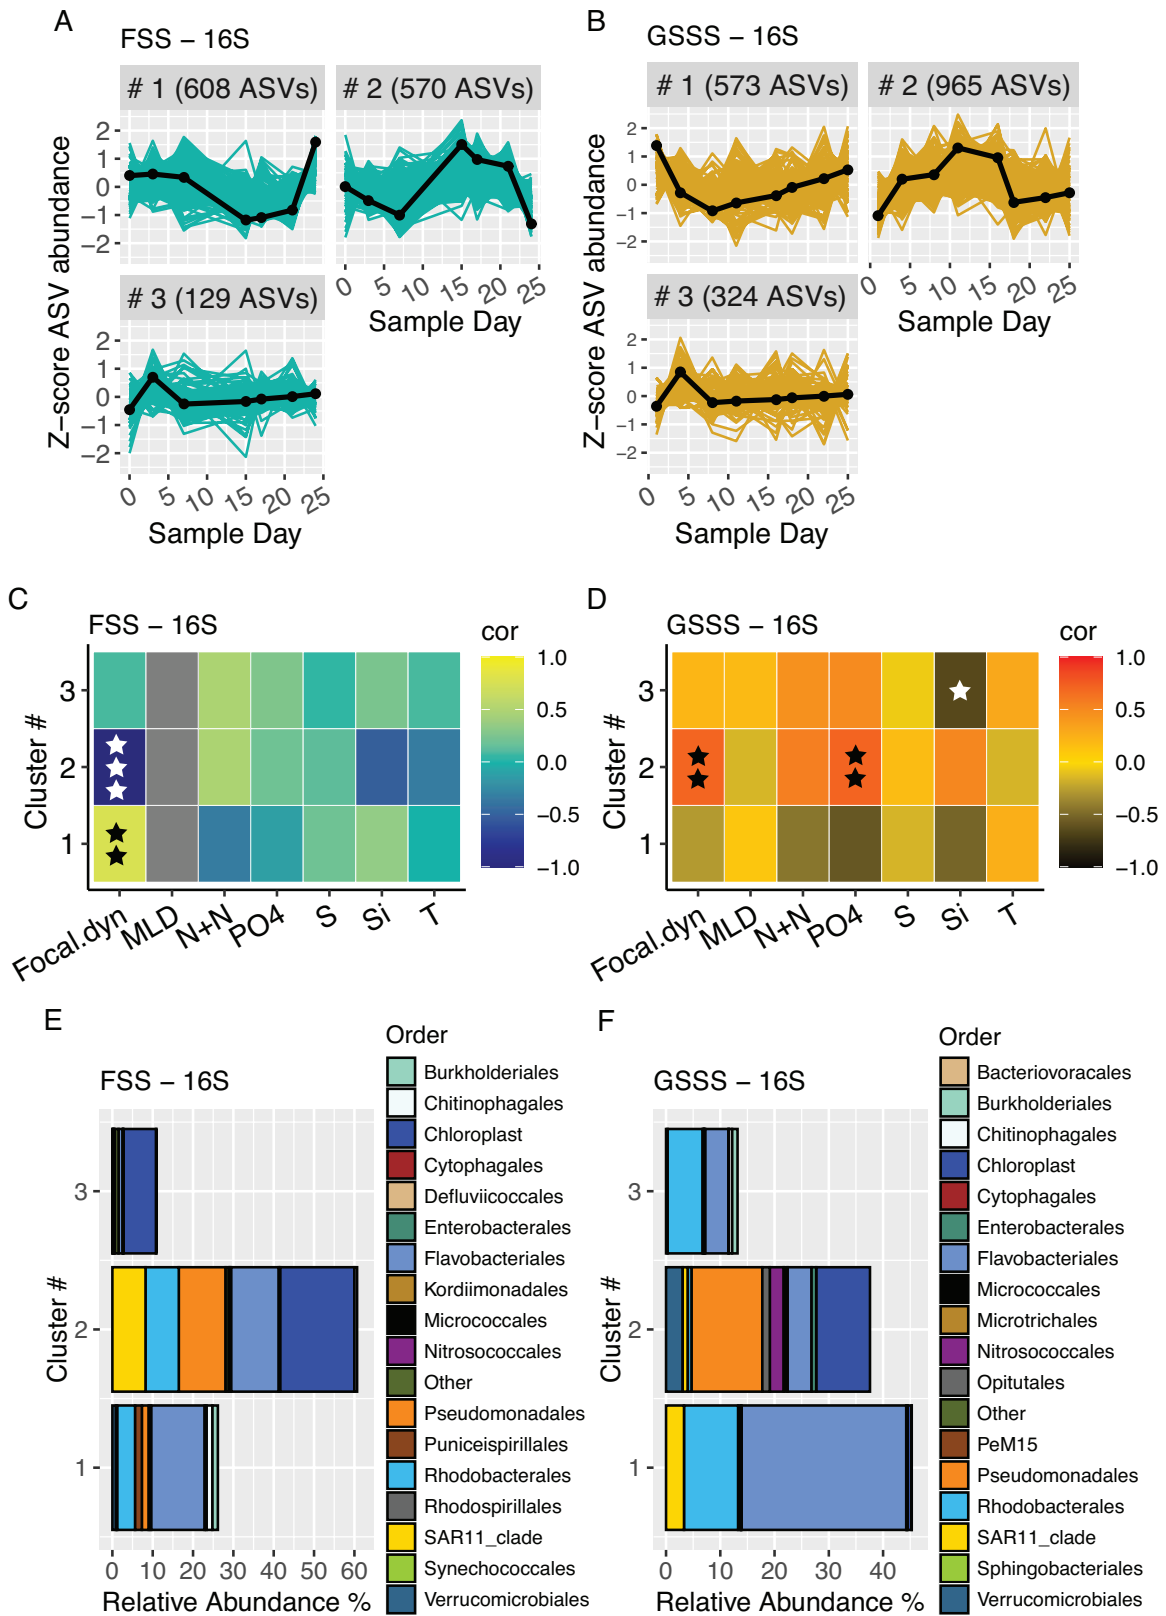 A
FSS – 16S
# 1 (608 ASVs)
# 2 (570 ASVs)
# 3 (129 ASVs)
Z–score ASV abundance
2
1
0
−1
−2
2
1
0
−1
−2
0 5 10 15 20 25
Sample Day
0 5 10 15 20 25
Sample Day
B
GSSS – 16S
# 1 (573 ASVs)
# 2 (965 ASVs)
# 3 (324 ASVs)
Z–score ASV abundance
2
1
0
−1
−2
2
1
0
−1
−2
0 5 10 15 20 25
Sample Day
0 5 10 15 20 25
Sample Day
C
FSS – 16S
Cluster #
3
2
1
Focal.dyn
MLD
N+N
PO4
S
Si
T
cor
1.0
0.5
0.0
−0.5
−1.0
D
GSSS – 16S
Cluster #
3
2
1
Focal.dyn
MLD
N+N
PO4
S
Si
T
cor
1.0
0.5
0.0
−0.5
−1.0
E
FSS – 16S
Cluster #
3
2
1
0 10 20 30 40 50 60
Relative Abundance %
Order
Burkholderiales
Chitinophagales
Chloroplast
Cytophagales
Defluviicoccales
Enterobacterales
Flavobacteriales
Kordiimonadales
Micrococcales
Nitrosococcales
Other
Pseudomonadales
Puniceispirillales
Rhodobacterales
Rhodospirillales
SAR11_clade
Synechococcales
Verrucomicrobiales
F
GSSS – 16S
Cluster #
3
2
1
0 10 20 30 40
Relative Abundance %
Order
Bacteriovoracales
Burkholderiales
Chitinophagales
Chloroplast
Cytophagales
Enterobacterales
Flavobacteriales
Micrococcales
Microtrichales
Nitrosococcales
Opitutales
Other
PeM15
Pseudomonadales
Rhodobacterales
SAR11_clade
Sphingobacteriales
Verrucomicrobiales